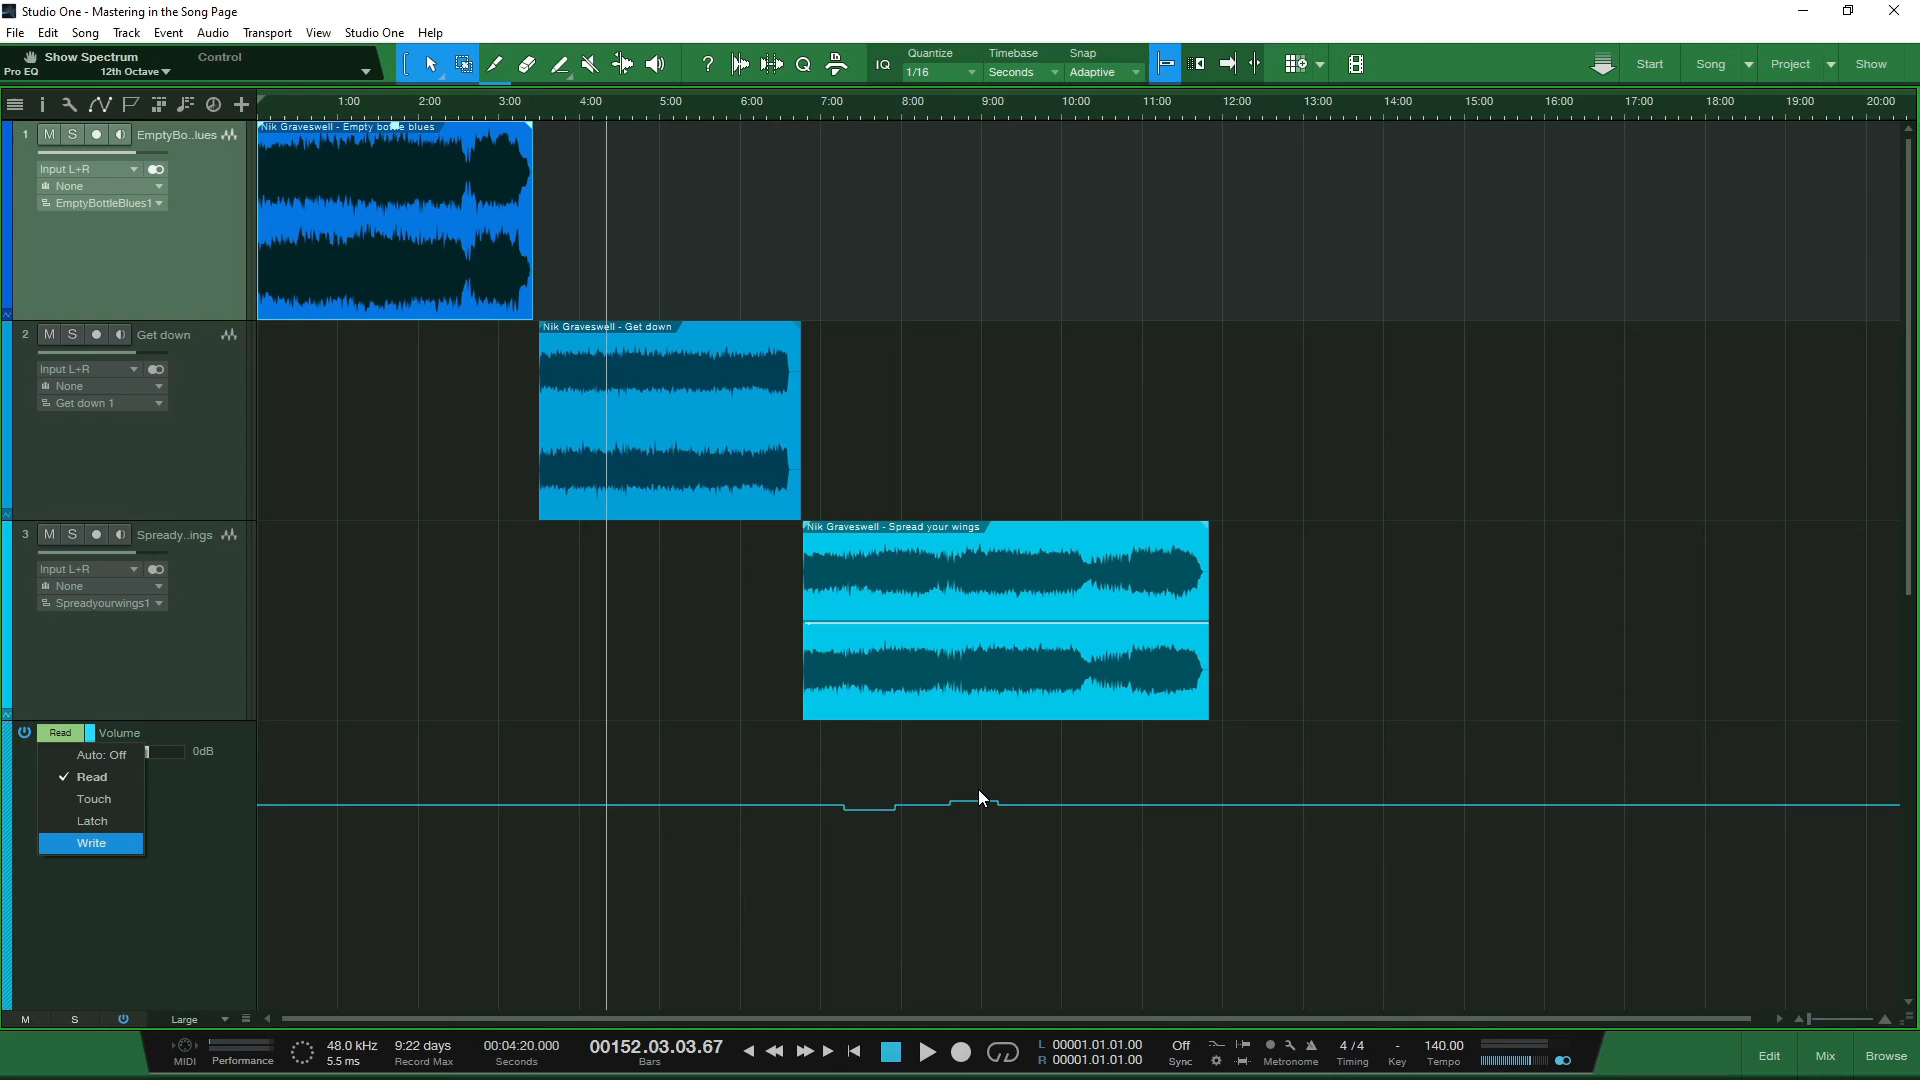 Studio One - Mastering in the Song Page
File Edit Song Track Event Audio Transport View Studio One Help
Show Spectrum Control
Pro EQ 12th Octave
Quantize Timebase Snap
IQ 1/16 Seconds Adaptive
Start Song Project Show
1:00 2:00 3:00 4:00 5:00 6:00 7:00 8:00 9:00 10:00 11:00 12:00 13:00 14:00 15:00 16:00 17:00 18:00 19:00 20:00
1 M S EmptyBo..lues
Nik Graveswell - Empty bottle blues
Input L+R
None
EmptyBottleBlues1
2 M S Get down
Nik Graveswell - Get down
Input L+R
None
Get down 1
3 M S Spready..ings
Nik Graveswell - Spread your wings
Input L+R
None
Spreadyourwings1
Read Volume
0dB
Auto: Off
Read
Touch
Latch
Write
M S Large
MIDI
Performance
48.0 kHz
5.5 ms
9:22 days
Record Max
00:04:20.000
Seconds
00152.03.03.67
Bars
L 00001.01.01.00
R 00001.01.01.00
Off
Sync
Metronome
4 / 4
Timing
-
Key
140.00
Tempo
Edit Mix Browse